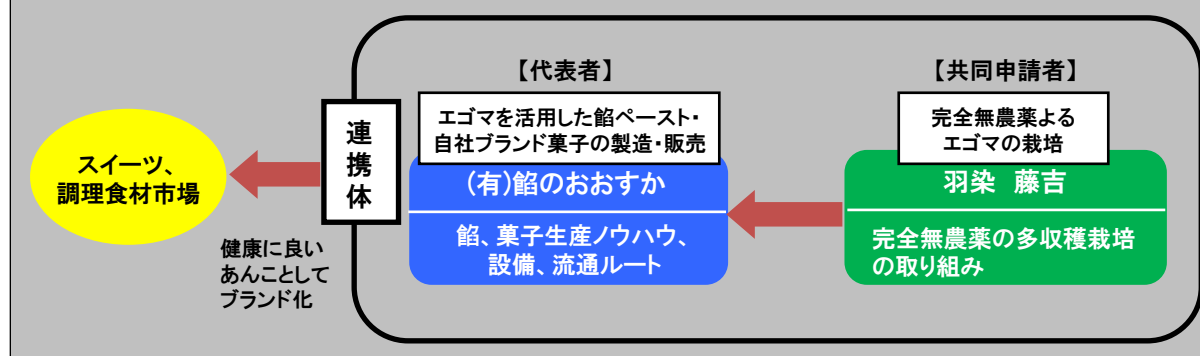 【代表者】
【共同申請者】
エゴマを活用した餡ペースト・
自社ブランド菓子の製造・販売
完全無農薬よる
エゴマの栽培
連
携
体
スイーツ、
調理食材市場
(有)餡のおおすか
羽染 藤吉
餡、菓子生産ノウハウ、
設備、流通ルート
完全無農薬の多収穫栽培
の取り組み
健康に良い
あんことして
ブランド化